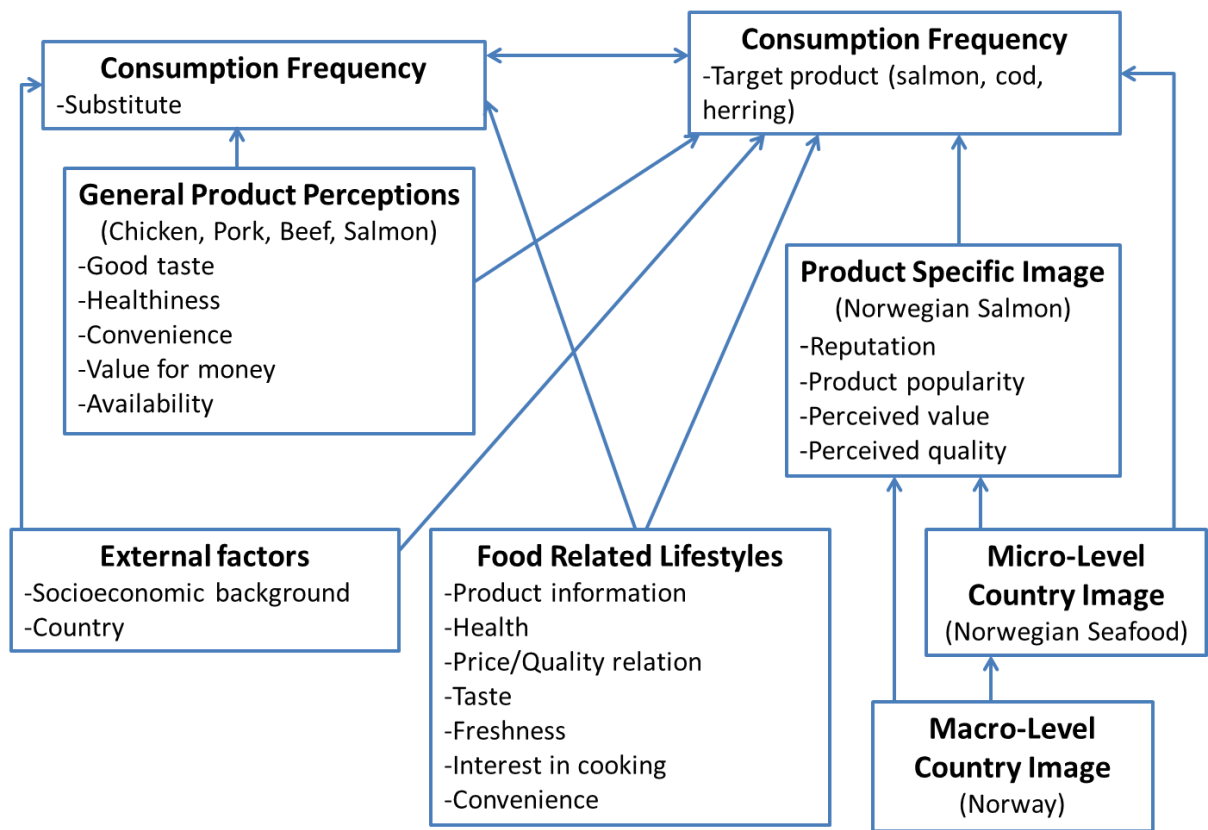 Consumption Frequency
-Substitute
Consumption Frequency
-Target product (salmon, cod,
herring)
General Product Perceptions
(Chicken, Pork, Beef, Salmon)
-Good taste
-Healthiness
-Convenience
-Value for money
-Availability
Product Specific Image
(Norwegian Salmon)
-Reputation
-Product popularity
-Perceived value
-Perceived quality
External factors
-Socioeconomic background
-Country
Food Related Lifestyles
-Product information
-Health
-Price/Quality relation
-Taste
-Freshness
-Interest in cooking
-Convenience
Micro-Level
Country Image
(Norwegian Seafood)
Macro-Level
Country Image
(Norway)